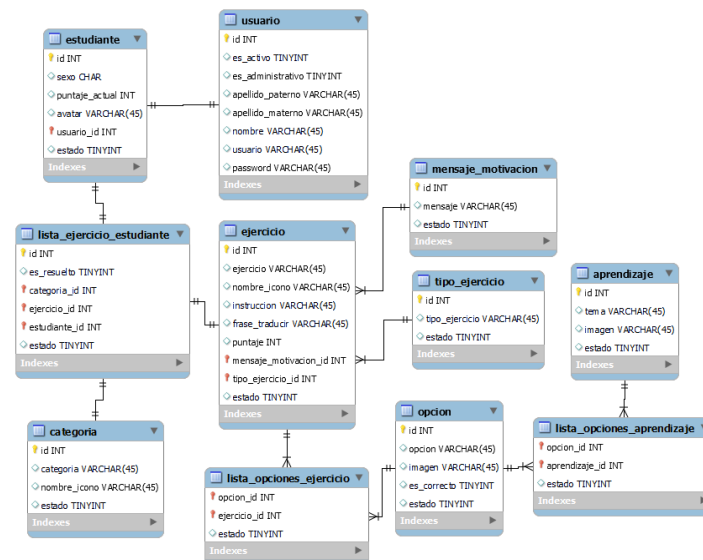 estudiante
id INT
sexo CHAR
puntaje_actual INT
avatar VARCHAR(45)
usuario_id INT
estado TINYINT
Indexes
usuario
id INT
es_activo TINYINT
es_administrativo TINYINT
apellido_paterno VARCHAR(45)
apellido_materno VARCHAR(45)
nombre VARCHAR(45)
usuario VARCHAR(45)
password VARCHAR(45)
Indexes
mensaje_motivacion
id INT
mensaje VARCHAR(45)
estado TINYINT
Indexes
lista_ejercicio_estudiante
id INT
es_resuelto TINYINT
categoria_id INT
ejercicio_id INT
estudiante_id INT
estado TINYINT
Indexes
ejercicio
id INT
ejercicio VARCHAR(45)
nombre_icono VARCHAR(45)
instruccion VARCHAR(45)
frase_traducir VARCHAR(45)
puntaje INT
mensaje_motivacion_id INT
tipo_ejercicio_id INT
estado TINYINT
Indexes
tipo_ejercicio
id INT
tipo_ejercicio VARCHAR(45)
estado TINYINT
Indexes
aprendizaje
id INT
tema VARCHAR(45)
imagen VARCHAR(45)
estado TINYINT
Indexes
categoria
id INT
categoria VARCHAR(45)
nombre_icono VARCHAR(45)
estado TINYINT
Indexes
lista_opciones_ejercicio
opcion_id INT
ejercicio_id INT
estado TINYINT
Indexes
opcion
id INT
opcion VARCHAR(45)
imagen VARCHAR(45)
es_correcto TINYINT
estado TINYINT
Indexes
lista_opciones_aprendizaje
opcion_id INT
aprendizaje_id INT
estado TINYINT
Indexes